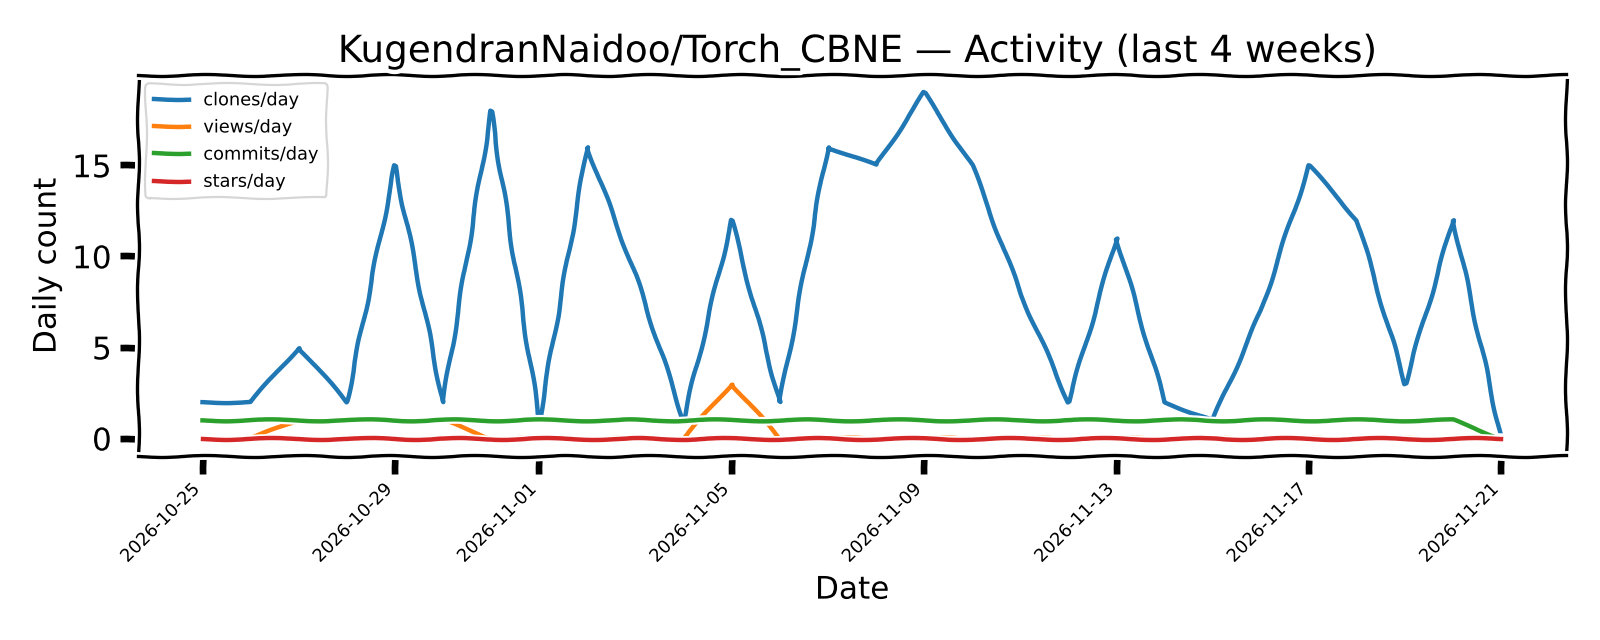 KugendranNaidoo/Torch_CBNE — Activity (last 4 weeks)
clones/day
views/day
commits/day
stars/day
Daily count
15
10
5
0
2026-10-25
2026-10-29
2026-11-01
2026-11-05
2026-11-09
2026-11-13
2026-11-17
2026-11-21
Date